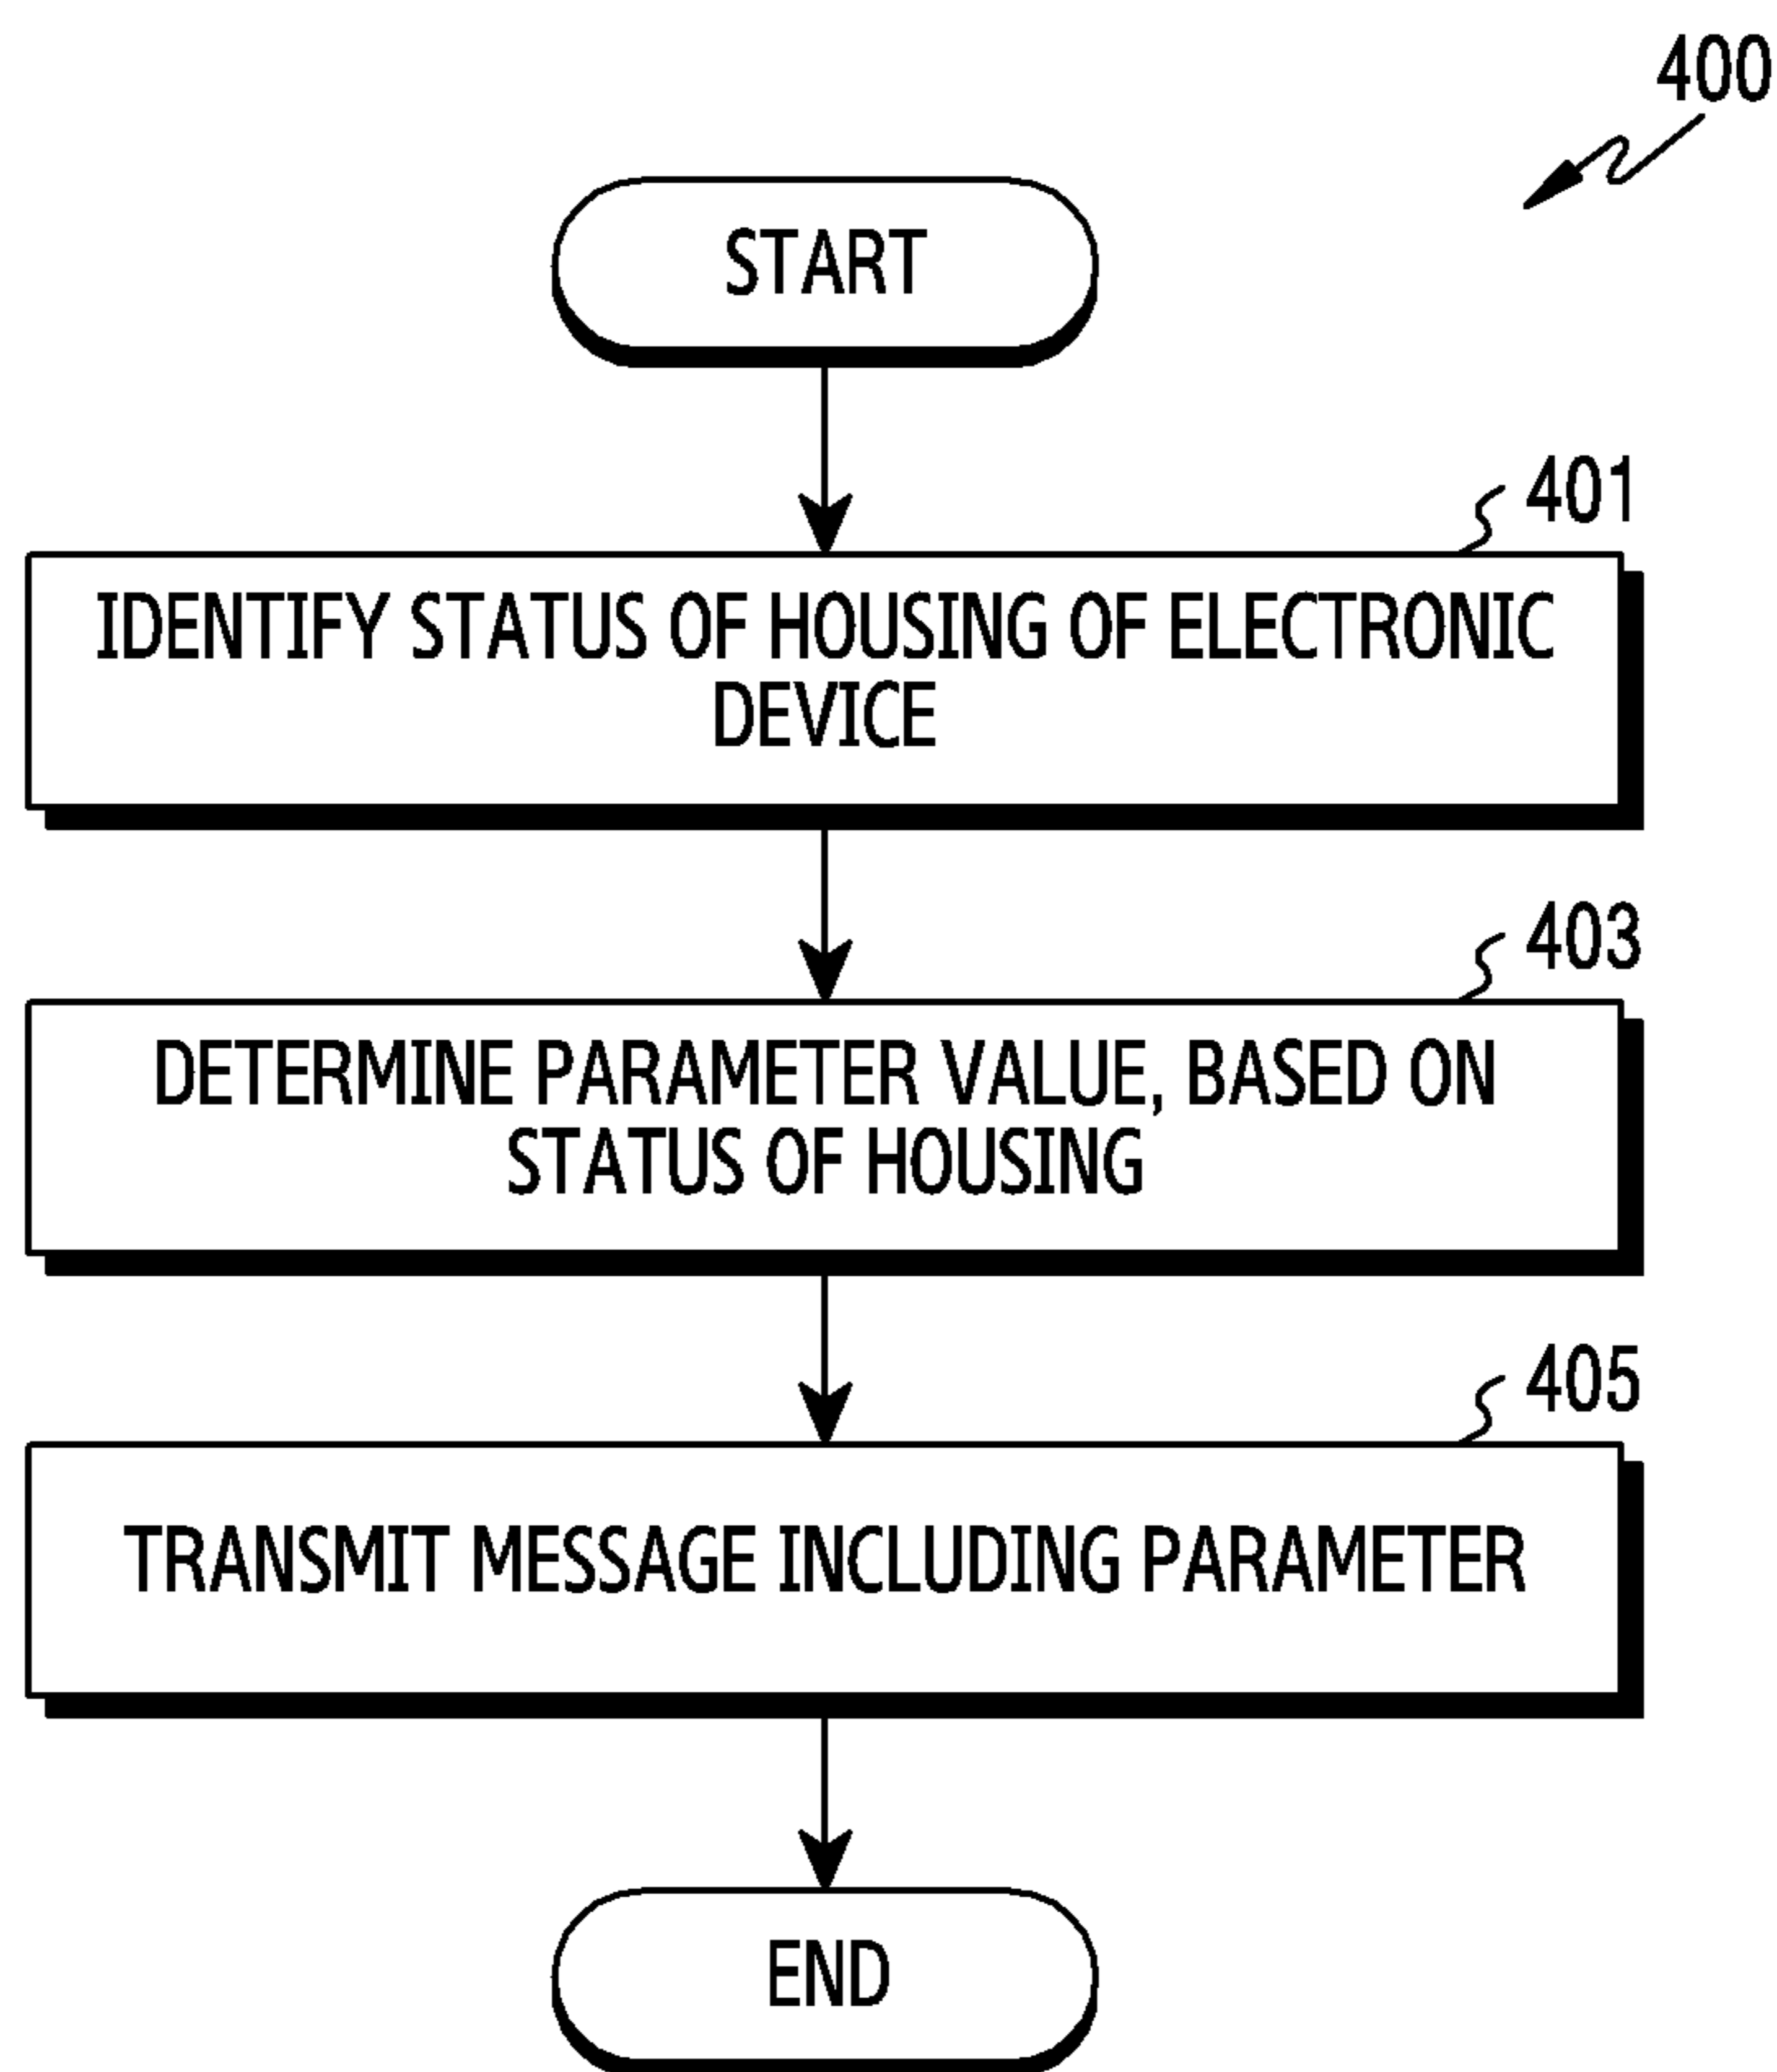 400
START
401
IDENTIFY STATUS OF HOUSING OF ELECTRONIC
DEVICE
403
DETERMINE PARAMETER VALUE, BASED ON
STATUS OF HOUSING
405
TRANSMIT MESSAGE INCLUDING PARAMETER
END